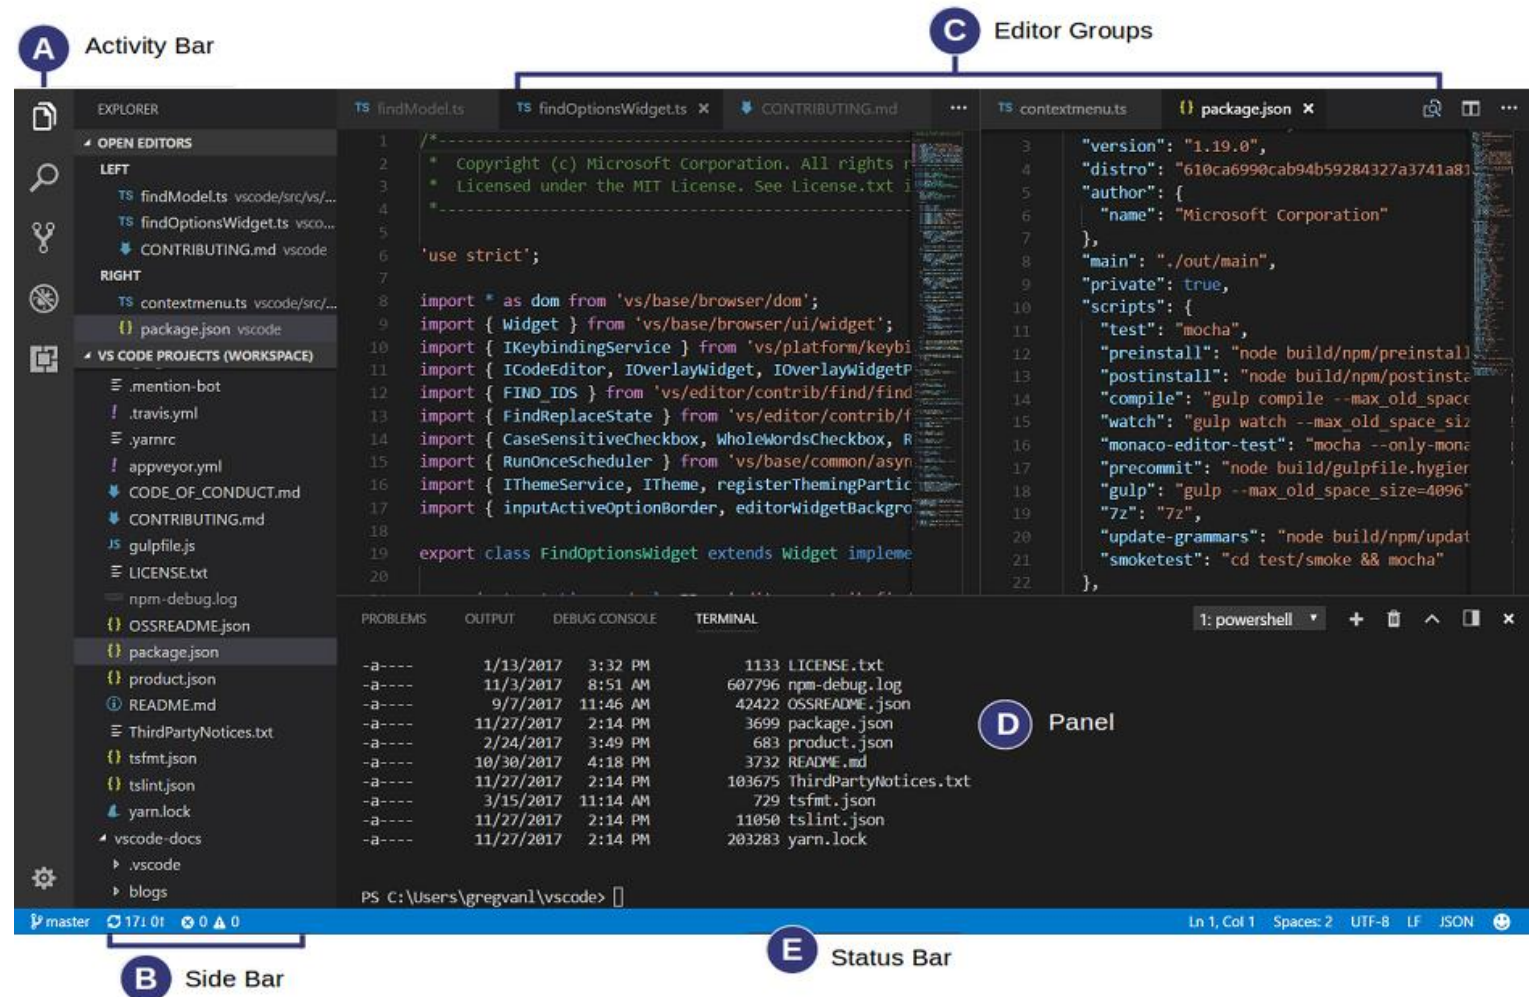 A Activity Bar
C Editor Groups
EXPLORER
OPEN EDITORS
LEFT
TS findModel.ts vscode/src/vs/...
TS findOptionsWidget.ts vsco...
CONTRIBUTING.md vscode
RIGHT
TS contextmenu.ts vscode/src/...
{} package.json vscode
VS CODE PROJECTS (WORKSPACE)
.mention-bot
! .travis.yml
.yarnrc
! appveyor.yml
CODE_OF_CONDUCT.md
CONTRIBUTING.md
JS gulpfile.js
LICENSE.txt
npm-debug.log
{} OSSREADME.json
{} package.json
{} product.json
README.md
ThirdPartyNotices.txt
{} tsfmt.json
{} tslint.json
yarn.lock
vscode-docs
.vscode
blogs
TS findModel.ts TS findOptionsWidget.ts × CONTRIBUTING.md ...
1 /*---------------------------------------------------------
2 * Copyright (c) Microsoft Corporation. All rights r
3 * Licensed under the MIT License. See License.txt i
4 *---------------------------------------------------------
5
6 'use strict';
7
8 import * as dom from 'vs/base/browser/dom';
9 import { Widget } from 'vs/base/browser/ui/widget';
10 import { IKeybindingService } from 'vs/platform/keybi
11 import { ICodeEditor, IOverlayWidget, IOverlayWidgetP
12 import { FIND_IDS } from 'vs/editor/contrib/find/find
13 import { FindReplaceState } from 'vs/editor/contrib/f
14 import { CaseSensitiveCheckbox, WholeWordsCheckbox, R
15 import { RunOnceScheduler } from 'vs/base/common/asyn
16 import { IThemeService, ITheme, registerThemingPartic
17 import { inputActiveOptionBorder, editorWidgetBackgro
18
19 export class FindOptionsWidget extends Widget impleme
20
TS contextmenu.ts {} package.json × ...
3 "version": "1.19.0",
4 "distro": "610ca6990cab94b59284327a3741a81
5 "author": {
6 "name": "Microsoft Corporation"
7 },
8 "main": "./out/main",
9 "private": true,
10 "scripts": {
11 "test": "mocha",
12 "preinstall": "node build/npm/preinstall
13 "postinstall": "node build/npm/postinsta
14 "compile": "gulp compile --max_old_space
15 "watch": "gulp watch --max_old_space_siz
16 "monaco-editor-test": "mocha --only-mona
17 "precommit": "node build/gulpfile.hygien
18 "gulp": "gulp --max_old_space_size=4096"
19 "7z": "7z",
20 "update-grammars": "node build/npm/updat
21 "smoketest": "cd test/smoke && mocha"
22 },
PROBLEMS OUTPUT DEBUG CONSOLE TERMINAL 1: powershell
-a---- 1/13/2017 3:32 PM 1133 LICENSE.txt
-a---- 11/3/2017 8:51 AM 607796 npm-debug.log
-a---- 9/7/2017 11:46 AM 42422 OSSREADME.json
-a---- 11/27/2017 2:14 PM 3699 package.json
-a---- 2/24/2017 3:49 PM 683 product.json
-a---- 10/30/2017 4:18 PM 3732 README.md
-a---- 11/27/2017 2:14 PM 103675 ThirdPartyNotices.txt
-a---- 3/15/2017 11:14 AM 729 tsfmt.json
-a---- 11/27/2017 2:14 PM 11050 tslint.json
-a---- 11/27/2017 2:14 PM 203283 yarn.lock
PS C:\Users\gregvanl\vscode>
D Panel
master 17↓ 0↑ 0 0 Ln 1, Col 1 Spaces: 2 UTF-8 LF JSON
B Side Bar
E Status Bar